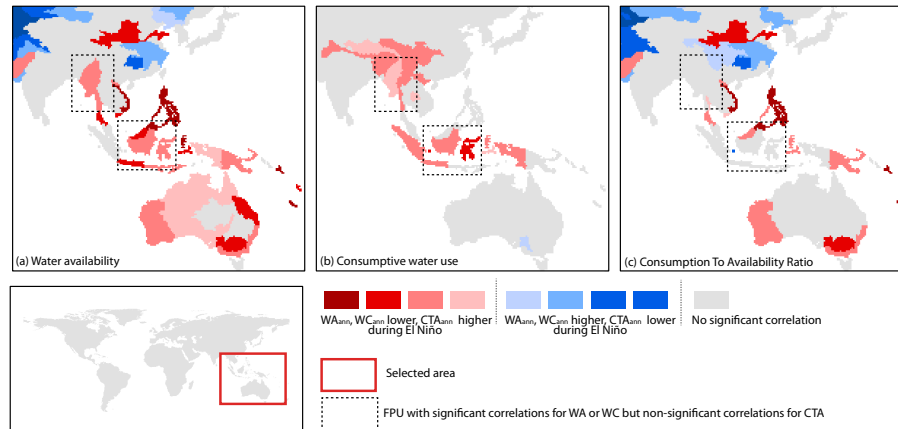 (a) Water availability
(b) Consumptive water use
(c) Consumption To Availability Ratio
WAann, WCann lower, CTAann higher
during El Niño
WAann, WCann higher, CTAann lower
during El Niño
No significant correlation
Selected area
FPU with significant correlations for WA or WC but non-significant correlations for CTA